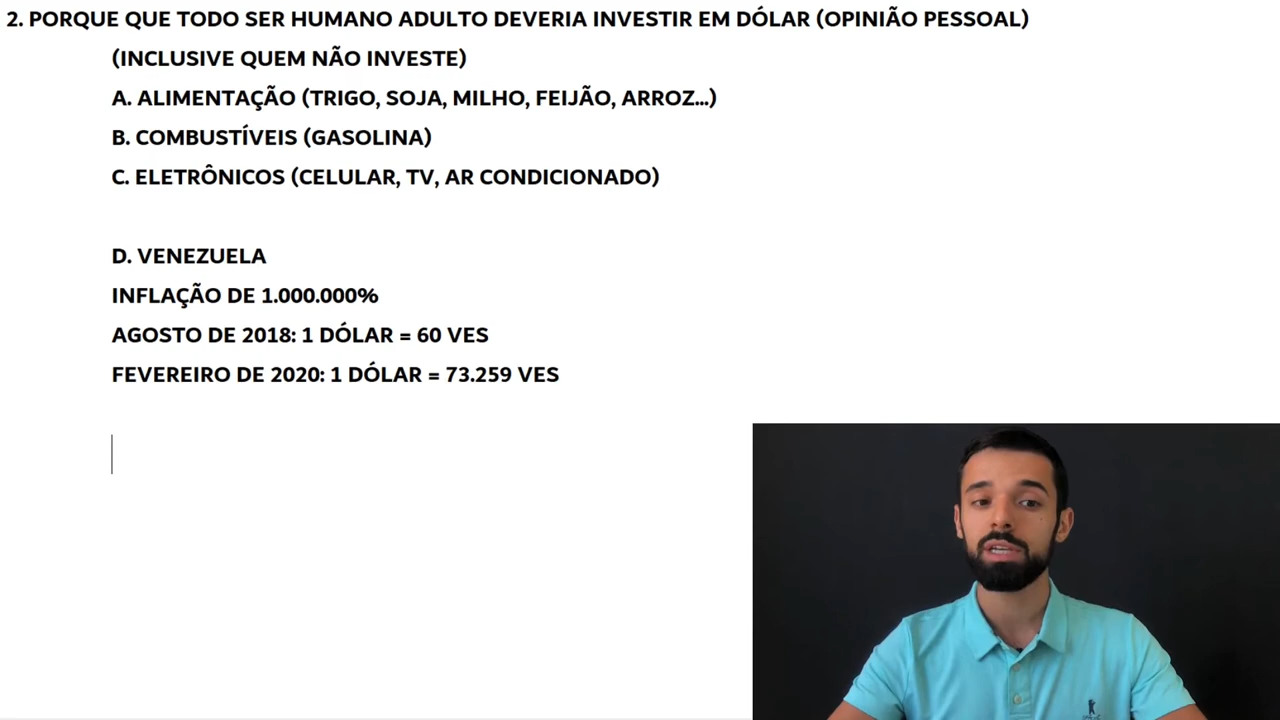 2. PORQUE QUE TODO SER HUMANO ADULTO DEVERIA INVESTIR EM DÓLAR (OPINIÃO PESSOAL)
(INCLUSIVE QUEM NÃO INVESTE)
A. ALIMENTAÇÃO (TRIGO, SOJA, MILHO, FEIJÃO, ARROZ...)
B. COMBUSTÍVEIS (GASOLINA)
C. ELETRÔNICOS (CELULAR, TV, AR CONDICIONADO)
D. VENEZUELA
INFLAÇÃO DE 1.000.000%
AGOSTO DE 2018: 1 DÓLAR = 60 VES
FEVEREIRO DE 2020: 1 DÓLAR = 73.259 VES